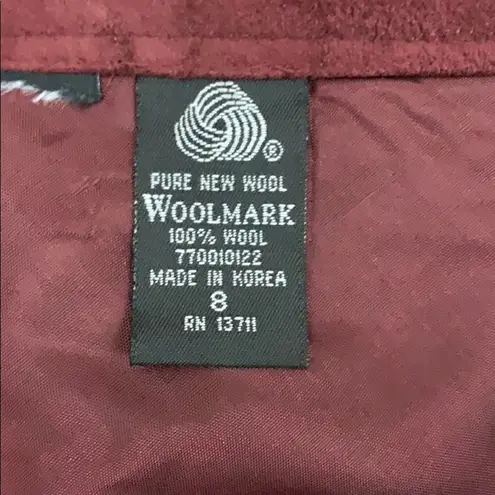 ®
PURE NEW WOOL
WOOLMARK
100% WOOL
770010122
MADE IN KOREA
8
RN 13711